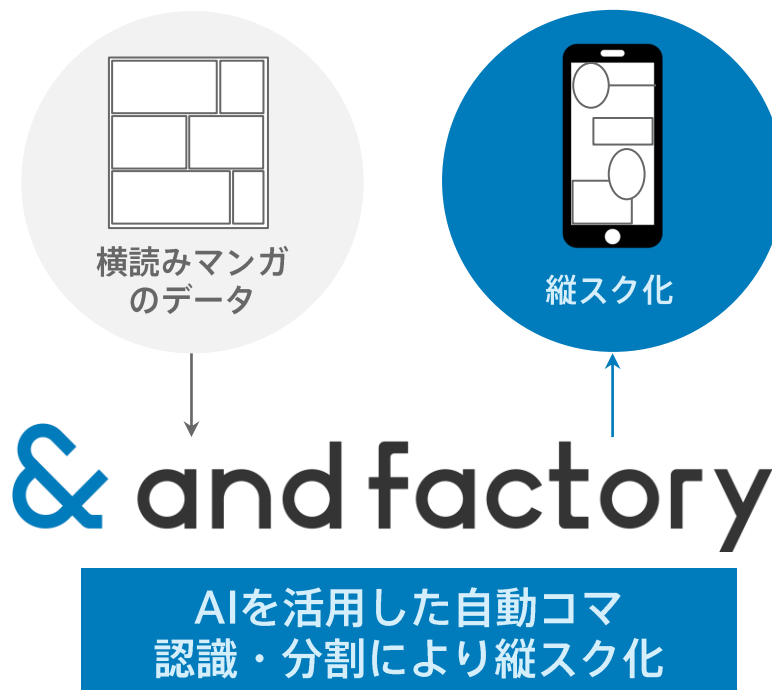 横読みマンガ
のデータ
縦スク化
& and factory
AIを活用した自動コマ
認識・分割により縦スク化